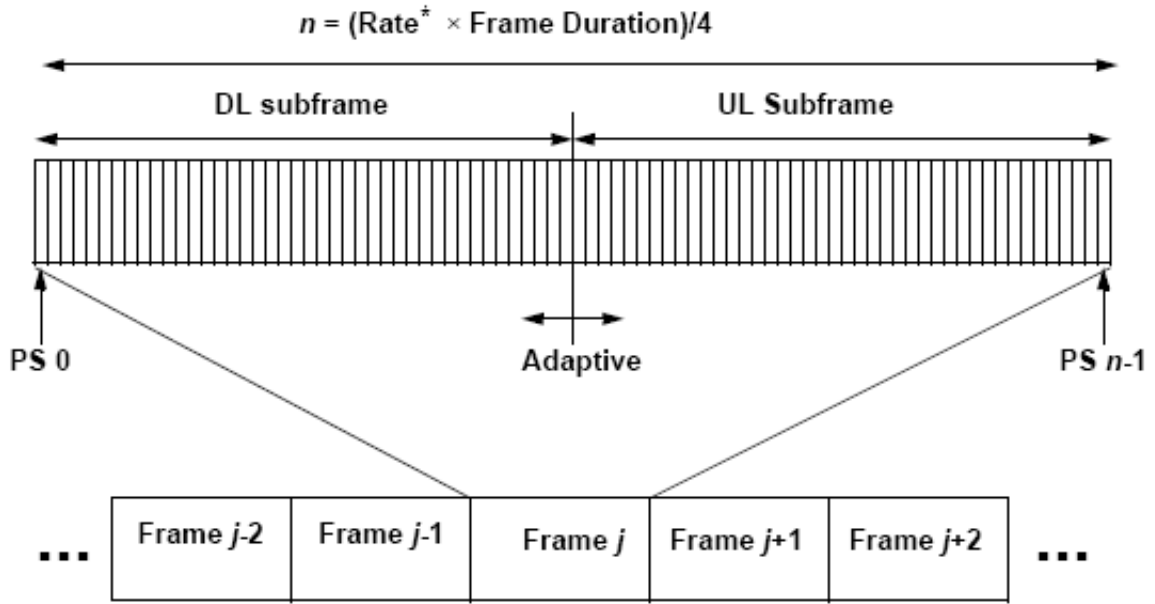 n = (Rate* × Frame Duration)/4
DL subframe
UL Subframe
PS 0
Adaptive
PS n-1
... Frame j-2 Frame j-1 Frame j Frame j+1 Frame j+2 ...